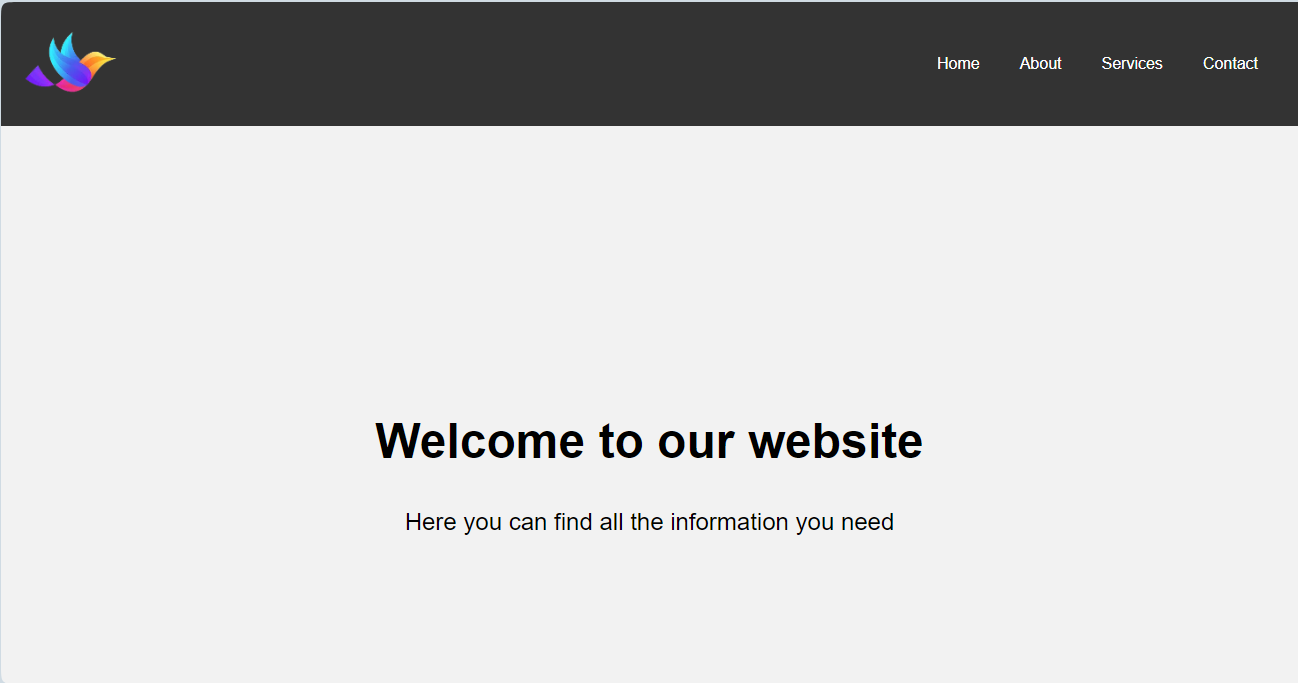 Home About Services Contact
Welcome to our website
Here you can find all the information you need